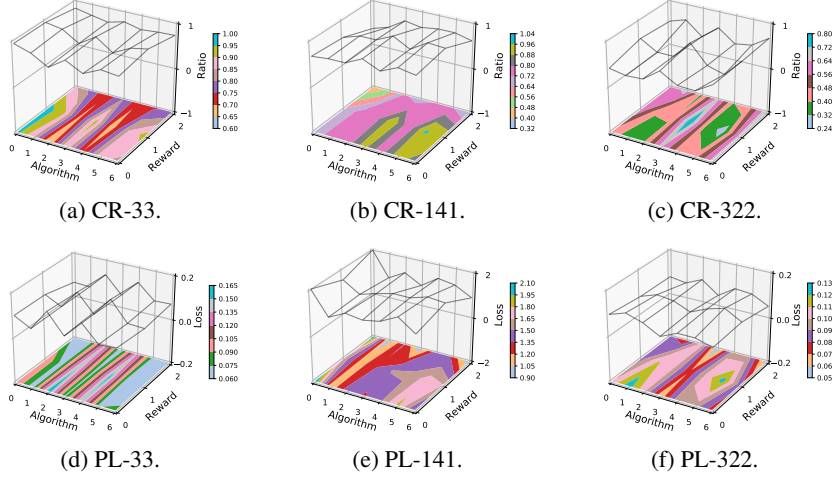 1
0
−1
Ratio
0 1 2 3 4 5 6
Algorithm
0 1 2
Reward
1.00
0.95
0.90
0.85
0.80
0.75
0.70
0.65
0.60
(a) CR-33.
1
0
−1
Ratio
0 1 2 3 4 5 6
Algorithm
0 1 2
Reward
1.04
0.96
0.88
0.80
0.72
0.64
0.56
0.48
0.40
0.32
(b) CR-141.
1
0
−1
Ratio
0 1 2 3 4 5 6
Algorithm
0 1 2
Reward
0.80
0.72
0.64
0.56
0.48
0.40
0.32
0.24
(c) CR-322.
0.2
0.0
−0.2
Loss
0 1 2 3 4 5 6
Algorithm
0 1 2
Reward
0.165
0.150
0.135
0.120
0.105
0.090
0.075
0.060
(d) PL-33.
2
0
−2
Loss
0 1 2 3 4 5 6
Algorithm
0 1 2
Reward
2.10
1.95
1.80
1.65
1.50
1.35
1.20
1.05
0.90
(e) PL-141.
0.2
0.0
−0.2
Loss
0 1 2 3 4 5 6
Algorithm
0 1 2
Reward
0.13
0.12
0.11
0.10
0.09
0.08
0.07
0.06
0.05
(f) PL-322.